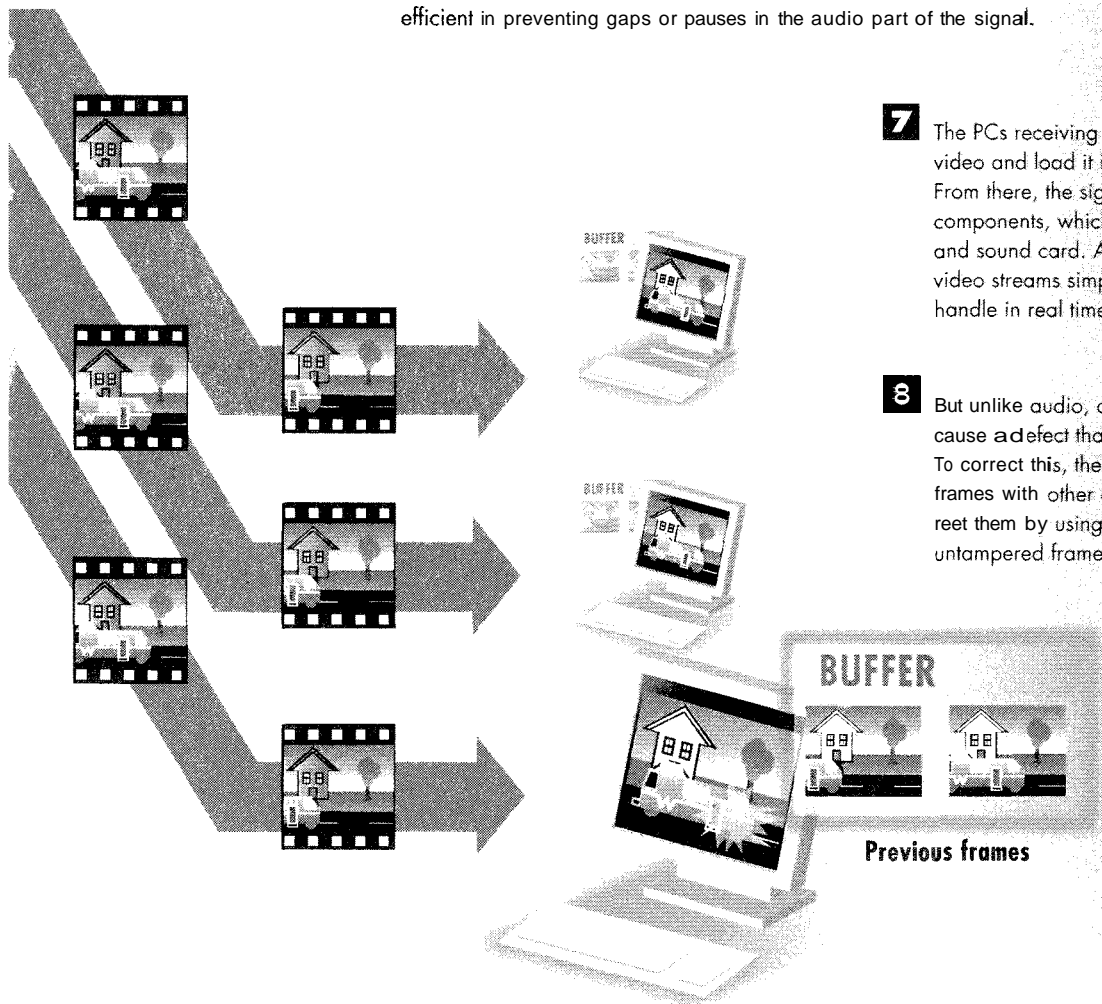 efficient in preventing gaps or pauses in the audio part of the signal.
7 The PCs receiving
video and load it
From there, the sig
components, whic
and sound card. A
video streams sim
handle in real time
8 But unlike audio,
cause adefect tha
To correct this, the
frames with other
reet them by using
untampered frame
BUFFER
BUFFER
BUFFER
Previous frames